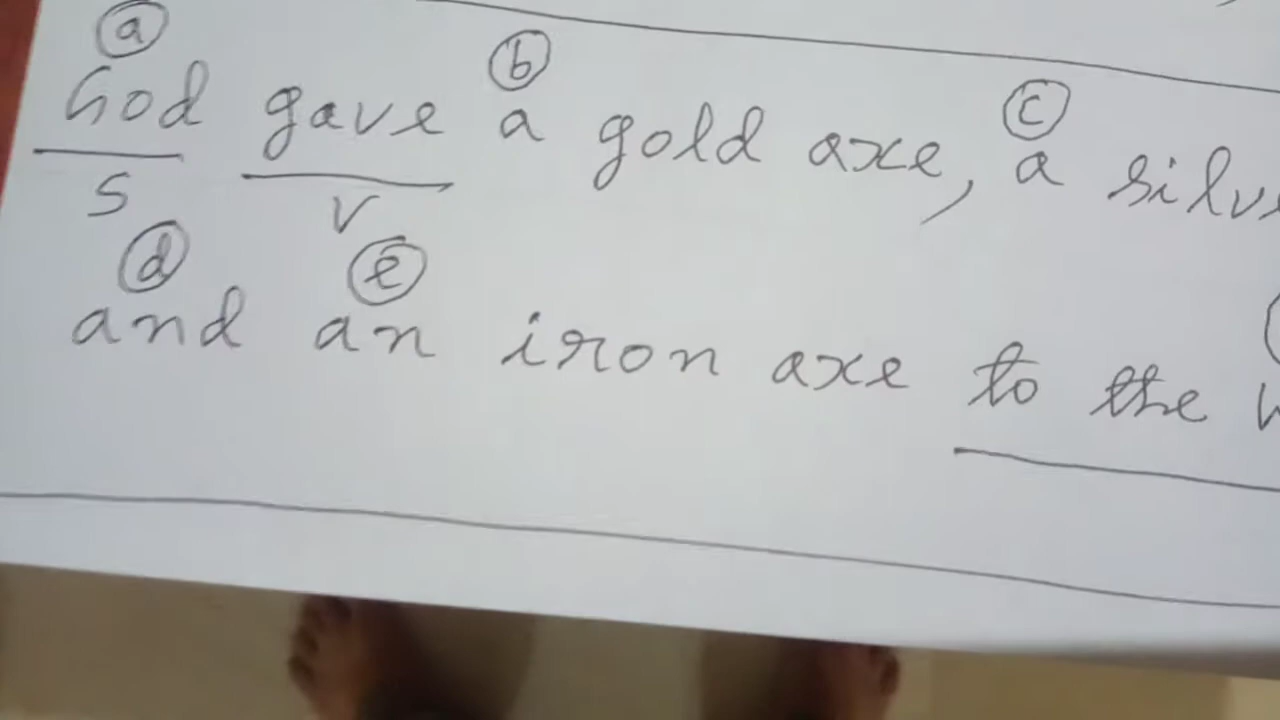 ⓐ ⓑ ⓒ
God gave a gold axe, a
S V
ⓓ ⓔ
and an iron axe to the